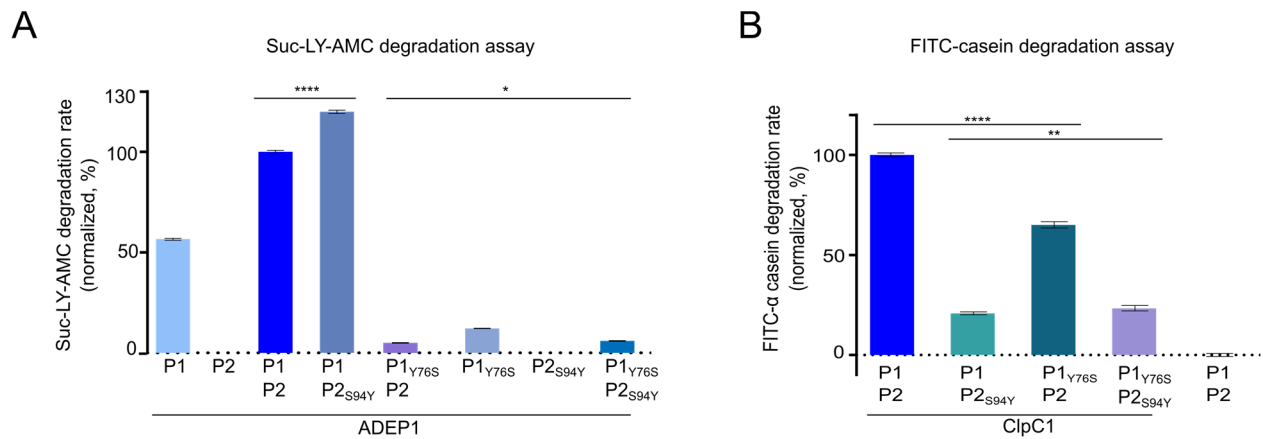 A
Suc-LY-AMC degradation assay
Suc-LY-AMC degradation rate
(normalized, %)
130
100
50
0
****
*
P1
P2
P1
P2
P1
P2S94Y
P1Y76S
P2
P1Y76S
P2S94Y
P1Y76S
P2S94Y
ADEP1
B
FITC-casein degradation assay
FITC-α casein degradation rate
(normalized, %)
100
50
0
****
**
P1
P2
P1
P2S94Y
P1Y76S
P2
P1Y76S
P2S94Y
P1
P2
ClpC1